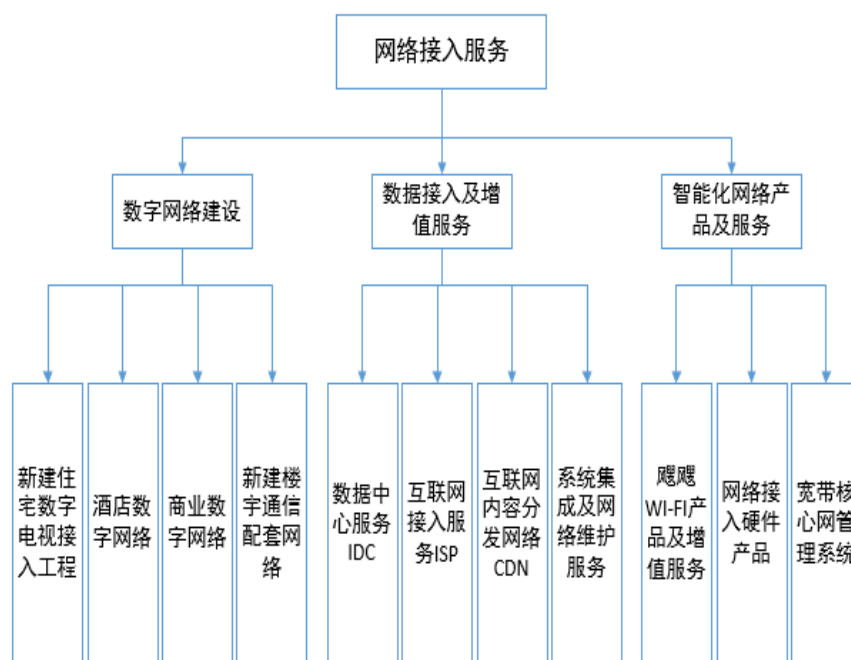 网络接入服务
数字网络建设
数据接入及增
值服务
智能化网络产
品及服务
新建住
宅数字
电视接
入工程
酒店数
字网络
商业数
字网络
新建楼
宇通信
配套网
络
数据中
心服务
IDC
互联网
接入服
务ISP
互联网
内容分
发网络
CDN
系统集
成及网
络维护
服务
飕飕
WI-FI产
品及增
值服务
网络接
入硬件
产品
宽带核
心网管
理系统